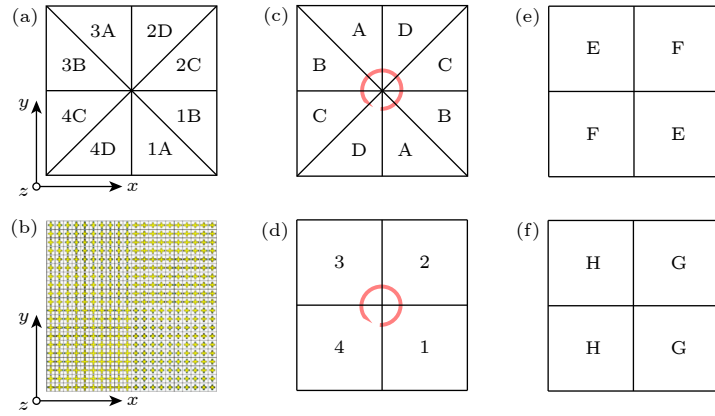 (a)
3A 2D
3B 2C
4C 1B
4D 1A
y
z x
(b)
y
z x
(c)
A D
B C
C B
D A
(d)
3 2
4 1
(e)
E F
F E
(f)
H G
H G